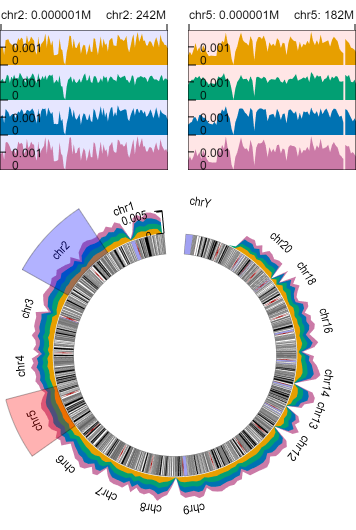 chr2: 0.000001M chr2: 242M chr5: 0.000001M chr5: 182M
0.001 0.001
0 0
0.001 0.001
0 0
0.001 0.001
0 0
0.001 0.001
0 0
chr1
0.005
0
chrY
chr2
chr20
chr18
chr3
chr16
chr4
chr14
chr5
chr13
chr12
chr6
chr7
chr8
chr9